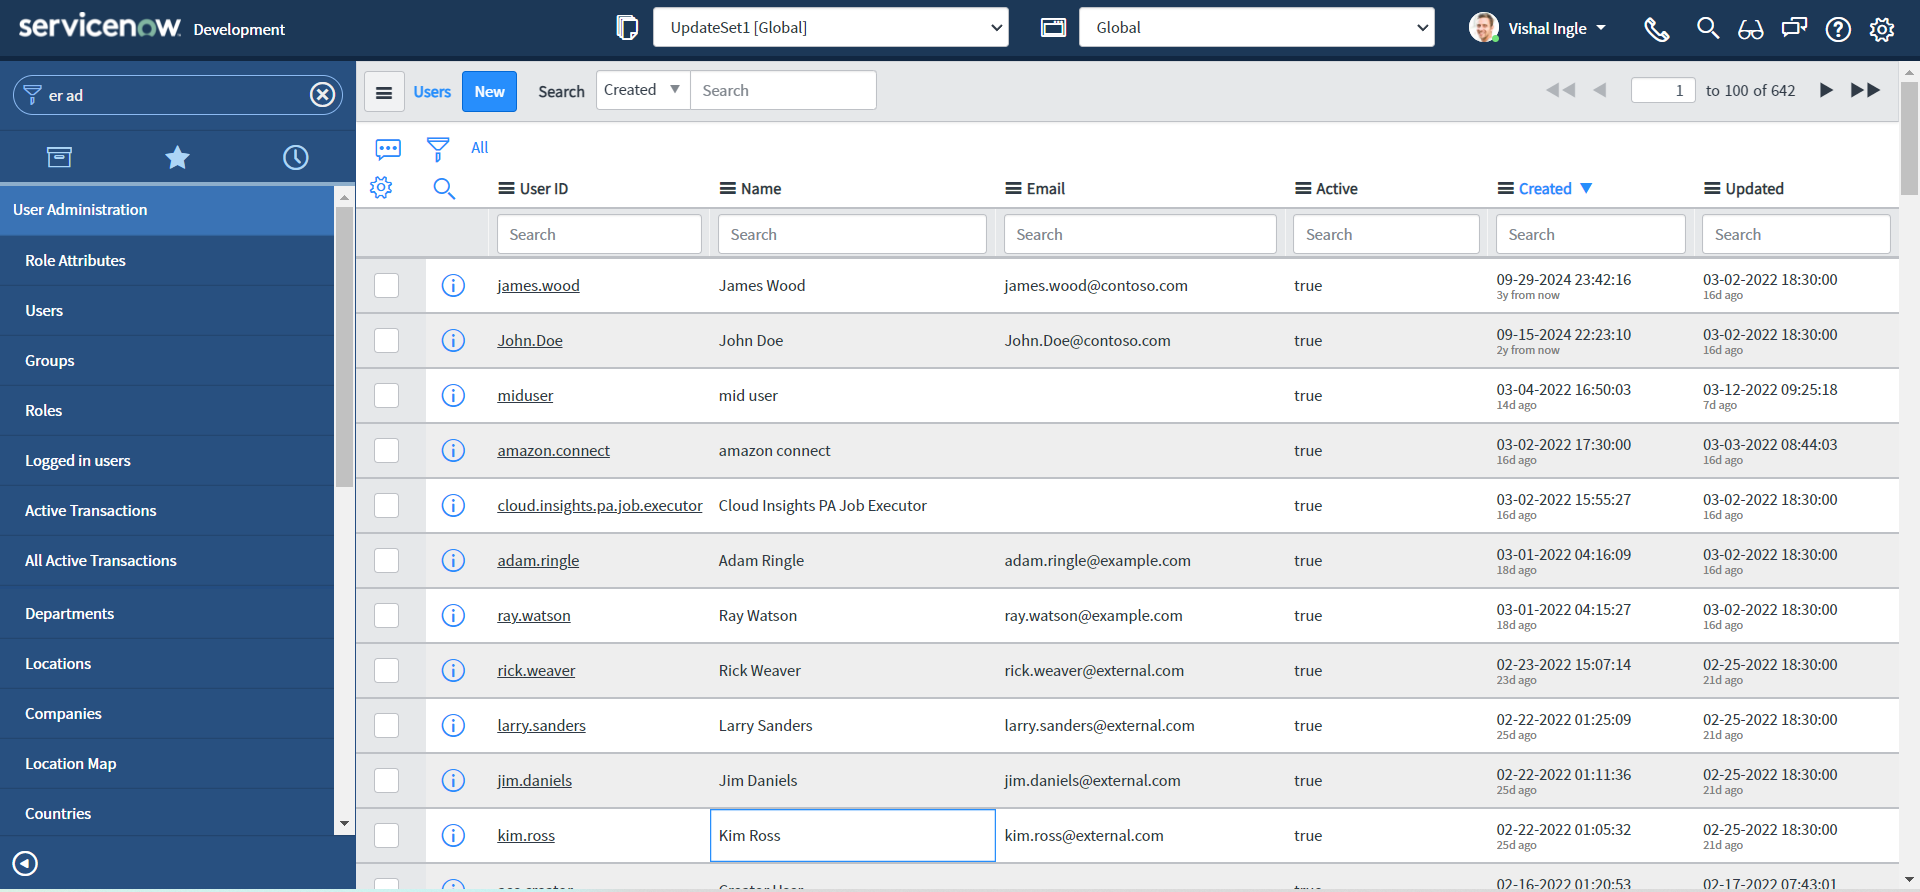 servicenow. Development
UpdateSet1 [Global]
Global
Vishal Ingle
er ad
Users New Search Created Search
1 to 100 of 642
All
User ID Name Email Active Created Updated
Search Search Search Search Search Search
User Administration
Role Attributes
Users
Groups
Roles
Logged in users
Active Transactions
All Active Transactions
Departments
Locations
Companies
Location Map
Countries
james.wood James Wood james.wood@contoso.com true 09-29-2024 23:42:16 03-02-2022 18:30:00
3y from now 16d ago
John.Doe John Doe John.Doe@contoso.com true 09-15-2024 22:23:10 03-02-2022 18:30:00
2y from now 16d ago
miduser mid user true 03-04-2022 16:50:03 03-12-2022 09:25:18
14d ago 7d ago
amazon.connect amazon connect true 03-02-2022 17:30:00 03-03-2022 08:44:03
16d ago 16d ago
cloud.insights.pa.job.executor Cloud Insights PA Job Executor true 03-02-2022 15:55:27 03-02-2022 18:30:00
16d ago 16d ago
adam.ringle Adam Ringle adam.ringle@example.com true 03-01-2022 04:16:09 03-02-2022 18:30:00
18d ago 16d ago
ray.watson Ray Watson ray.watson@example.com true 03-01-2022 04:15:27 03-02-2022 18:30:00
18d ago 16d ago
rick.weaver Rick Weaver rick.weaver@external.com true 02-23-2022 15:07:14 02-25-2022 18:30:00
23d ago 21d ago
larry.sanders Larry Sanders larry.sanders@external.com true 02-22-2022 01:25:09 02-25-2022 18:30:00
25d ago 21d ago
jim.daniels Jim Daniels jim.daniels@external.com true 02-22-2022 01:11:36 02-25-2022 18:30:00
25d ago 21d ago
kim.ross Kim Ross kim.ross@external.com true 02-22-2022 01:05:32 02-25-2022 18:30:00
25d ago 21d ago
02-16-2022 01:20:53 02-17-2022 07:43:01